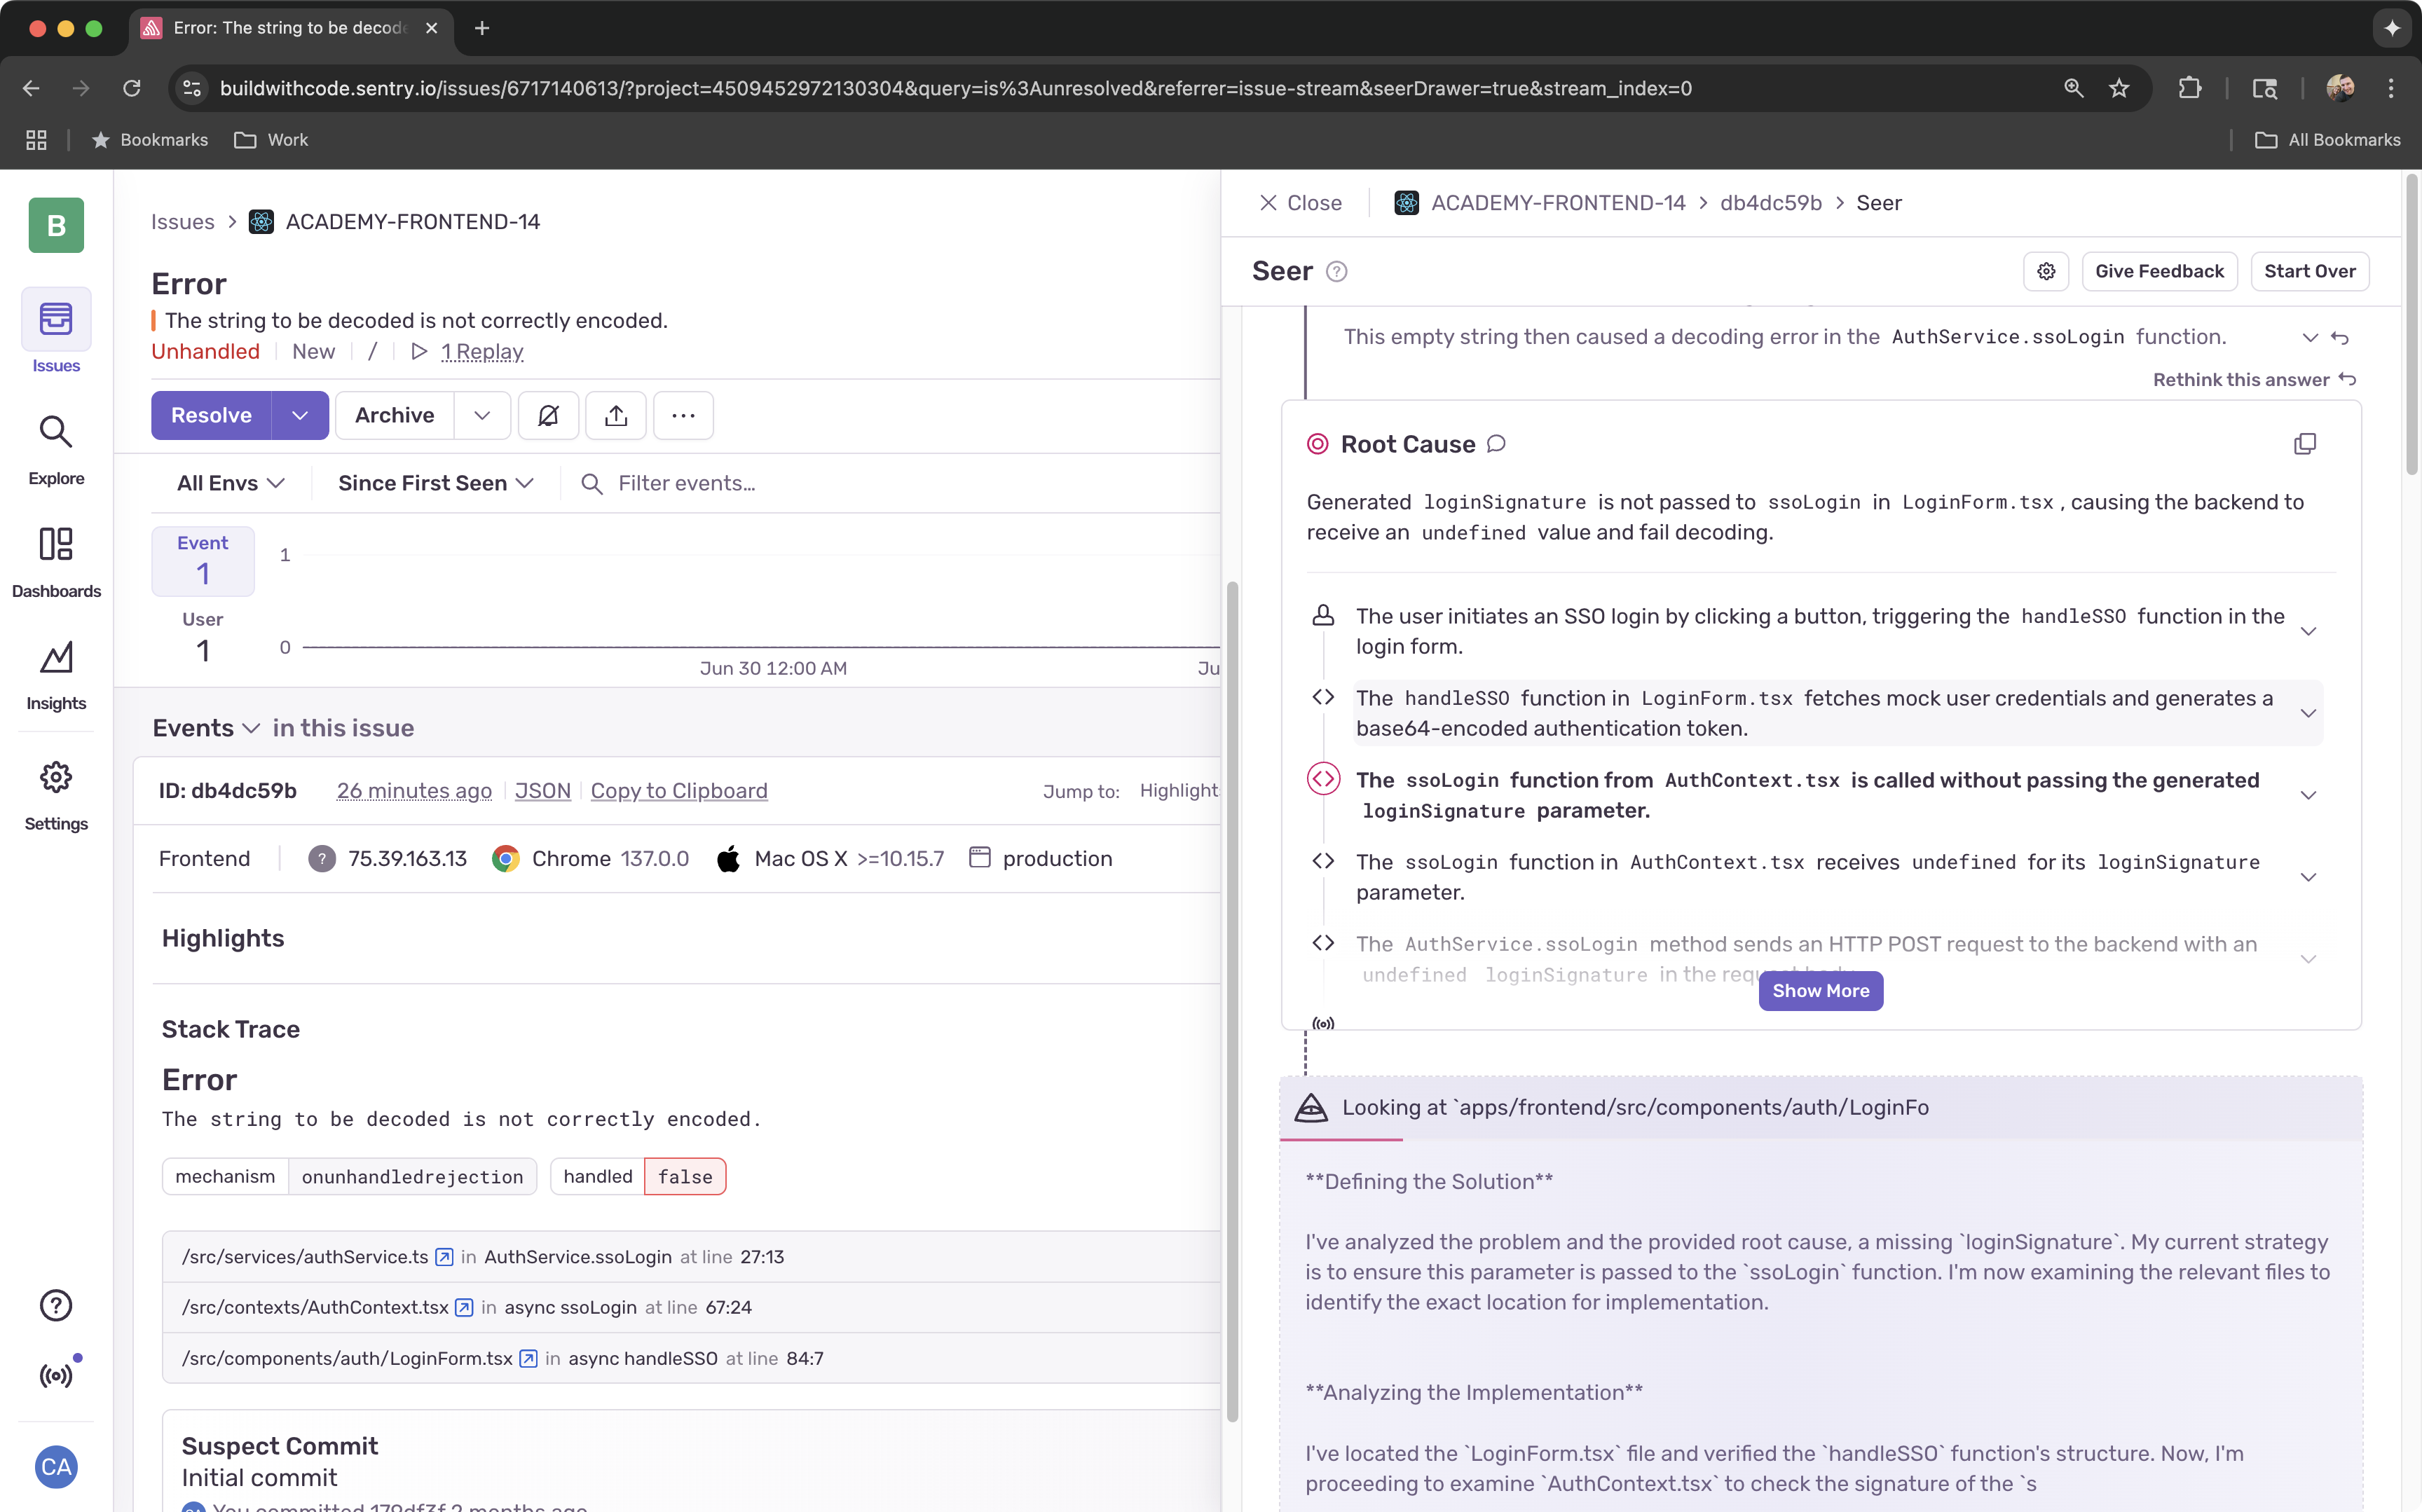 Error: The string to be decode
buildwithcode.sentry.io/issues/6717140613/?project=4509452972130304&query=is%3Aunresolved&referrer=issue-stream&seerDrawer=true&stream_index=0
Bookmarks
Work
All Bookmarks
B
Issues
Explore
Dashboards
Insights
Settings
CA
Issues > ACADEMY-FRONTEND-14
Error
The string to be decoded is not correctly encoded.
Unhandled New / 1 Replay
Resolve Archive
All Envs Since First Seen Filter events...
Event
1
User
1
1
0
Jun 30 12:00 AM Ju
Events in this issue
ID: db4dc59b 26 minutes ago JSON Copy to Clipboard Jump to: Highlight
Frontend ? 75.39.163.13 Chrome 137.0.0 Mac OS X >=10.15.7 production
Highlights
Stack Trace
Error
The string to be decoded is not correctly encoded.
mechanism onunhandledrejection handled false
/src/services/authService.ts in AuthService.ssoLogin at line 27:13
/src/contexts/AuthContext.tsx in async ssoLogin at line 67:24
/src/components/auth/LoginForm.tsx in async handleSSO at line 84:7
Suspect Commit
Initial commit
You committed 179df3f 2 months ago
Close ACADEMY-FRONTEND-14 > db4dc59b > Seer
Seer ? Give Feedback Start Over
This empty string then caused a decoding error in the AuthService.ssoLogin function.
Rethink this answer
Root Cause
Generated loginSignature is not passed to ssoLogin in LoginForm.tsx, causing the backend to
receive an undefined value and fail decoding.
The user initiates an SSO login by clicking a button, triggering the handleSSO function in the
login form.
The handleSSO function in LoginForm.tsx fetches mock user credentials and generates a
base64-encoded authentication token.
The ssoLogin function from AuthContext.tsx is called without passing the generated
loginSignature parameter.
The ssoLogin function in AuthContext.tsx receives undefined for its loginSignature
parameter.
The AuthService.ssoLogin method sends an HTTP POST request to the backend with an
undefined loginSignature in the request body.
Show More
Looking at `apps/frontend/src/components/auth/LoginFo
**Defining the Solution**
I've analyzed the problem and the provided root cause, a missing `loginSignature`. My current strategy
is to ensure this parameter is passed to the `ssoLogin` function. I'm now examining the relevant files to
identify the exact location for implementation.
**Analyzing the Implementation**
I've located the `LoginForm.tsx` file and verified the `handleSSO` function's structure. Now, I'm
proceeding to examine `AuthContext.tsx` to check the signature of the `s